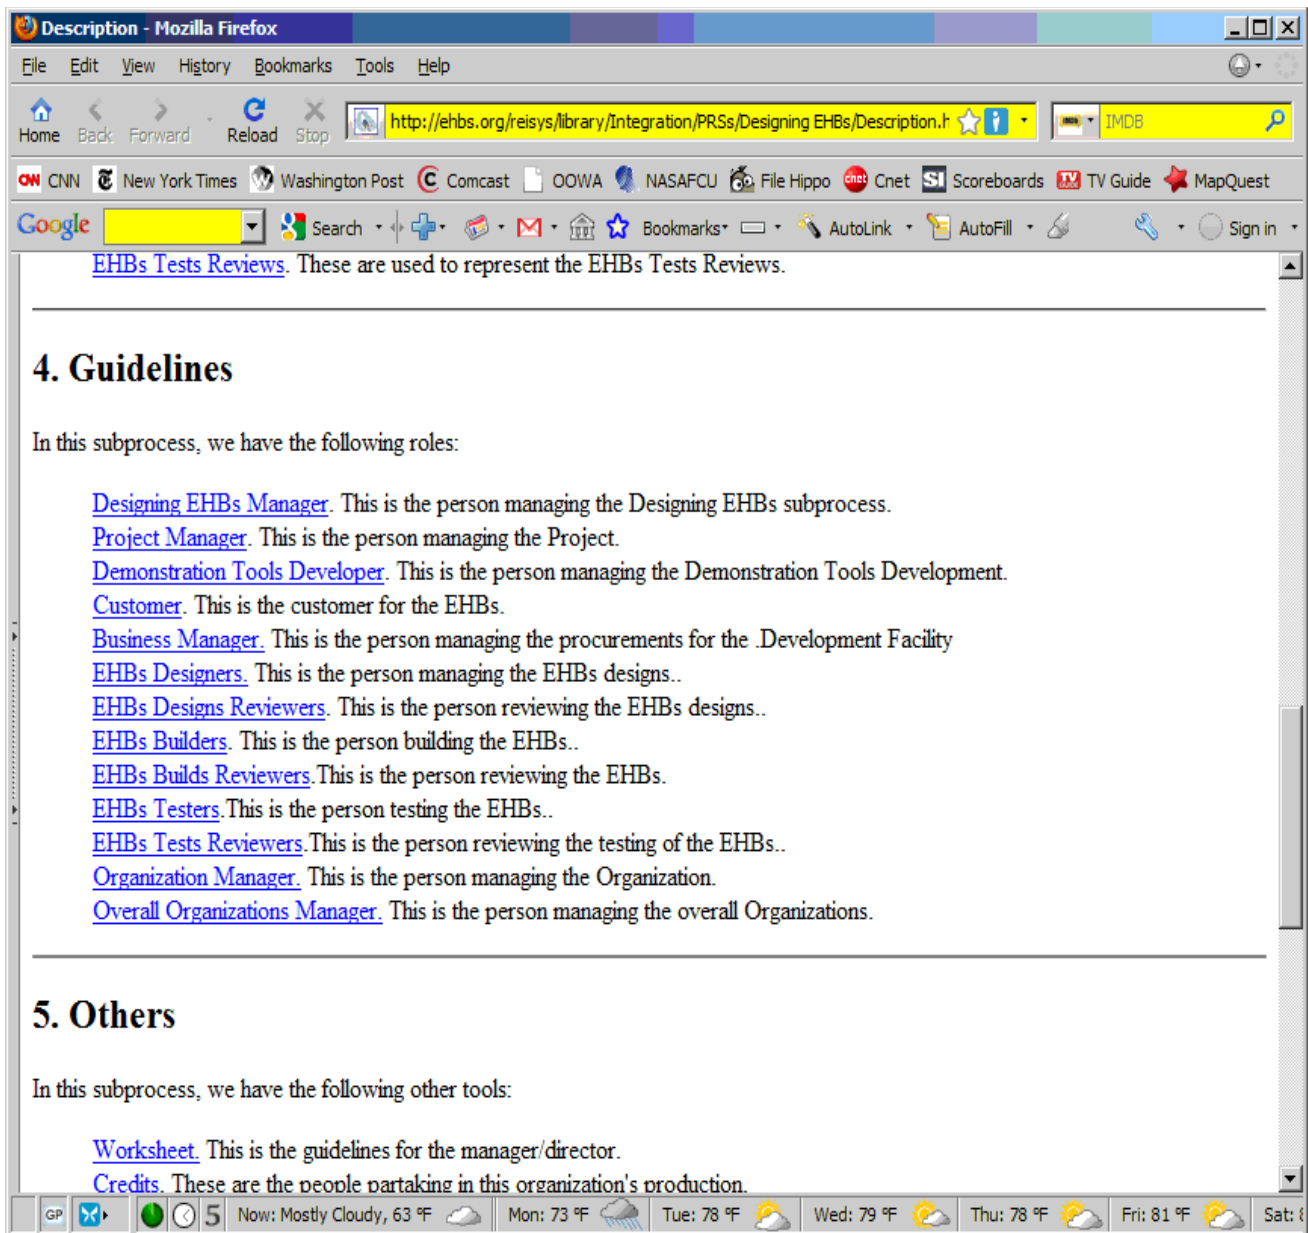 Description - Mozilla Firefox
File Edit View History Bookmarks Tools Help
Home Back Forward Reload Stop http://ehbs.org/reisys/library/Integration/PRSs/Designing EHBs/Description.h IMDB
CNN New York Times Washington Post Comcast OOWA NASAFCU File Hippo Cnet Scoreboards TV Guide MapQuest
Google Search Bookmarks AutoLink AutoFill Sign in
EHBs Tests Reviews. These are used to represent the EHBs Tests Reviews.
4. Guidelines
In this subprocess, we have the following roles:
Designing EHBs Manager. This is the person managing the Designing EHBs subprocess.
Project Manager. This is the person managing the Project.
Demonstration Tools Developer. This is the person managing the Demonstration Tools Development.
Customer. This is the customer for the EHBs.
Business Manager. This is the person managing the procurements for the .Development Facility
EHBs Designers. This is the person managing the EHBs designs..
EHBs Designs Reviewers. This is the person reviewing the EHBs designs..
EHBs Builders. This is the person building the EHBs..
EHBs Builds Reviewers.This is the person reviewing the EHBs.
EHBs Testers.This is the person testing the EHBs..
EHBs Tests Reviewers.This is the person reviewing the testing of the EHBs..
Organization Manager. This is the person managing the Organization.
Overall Organizations Manager. This is the person managing the overall Organizations.
5. Others
In this subprocess, we have the following other tools:
Worksheet. This is the guidelines for the manager/director.
Credits. These are the people partaking in this organization's production.
GP 5 Now: Mostly Cloudy, 63 °F Mon: 73 °F Tue: 78 °F Wed: 79 °F Thu: 78 °F Fri: 81 °F Sat: